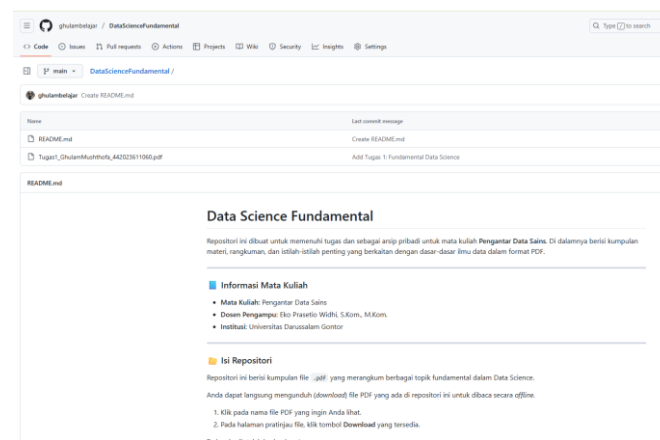 ghulambelajar / DataScienceFundamental
Type / to search
Code Issues Pull requests Actions Projects Wiki Security Insights Settings
main DataScienceFundamental /
ghulambelajar Create README.md
Name Last commit message
README.md Create README.md
Tugas1_GhulamMushthofa_442023611060.pdf Add Tugas 1: Fundamental Data Science
README.md
Data Science Fundamental
Repositori ini dibuat untuk memenuhi tugas dan sebagai arsip pribadi untuk mata kuliah Pengantar Data Sains. Di dalamnya berisi kumpulan
materi, rangkuman, dan istilah-istilah penting yang berkaitan dengan dasar-dasar ilmu data dalam format PDF.
Informasi Mata Kuliah
• Mata Kuliah: Pengantar Data Sains
• Dosen Pengampu: Eko Prasetio Widhi, S.Kom., M.Kom.
• Institusi: Universitas Darussalam Gontor
Isi Repositori
Repositori ini berisi kumpulan file .pdf yang merangkum berbagai topik fundamental dalam Data Science.
Anda dapat langsung mengunduh (download) file PDF yang ada di repositori ini untuk dibaca secara offline.
1. Klik pada nama file PDF yang ingin Anda lihat.
2. Pada halaman pratinjau file, klik tombol Download yang tersedia.